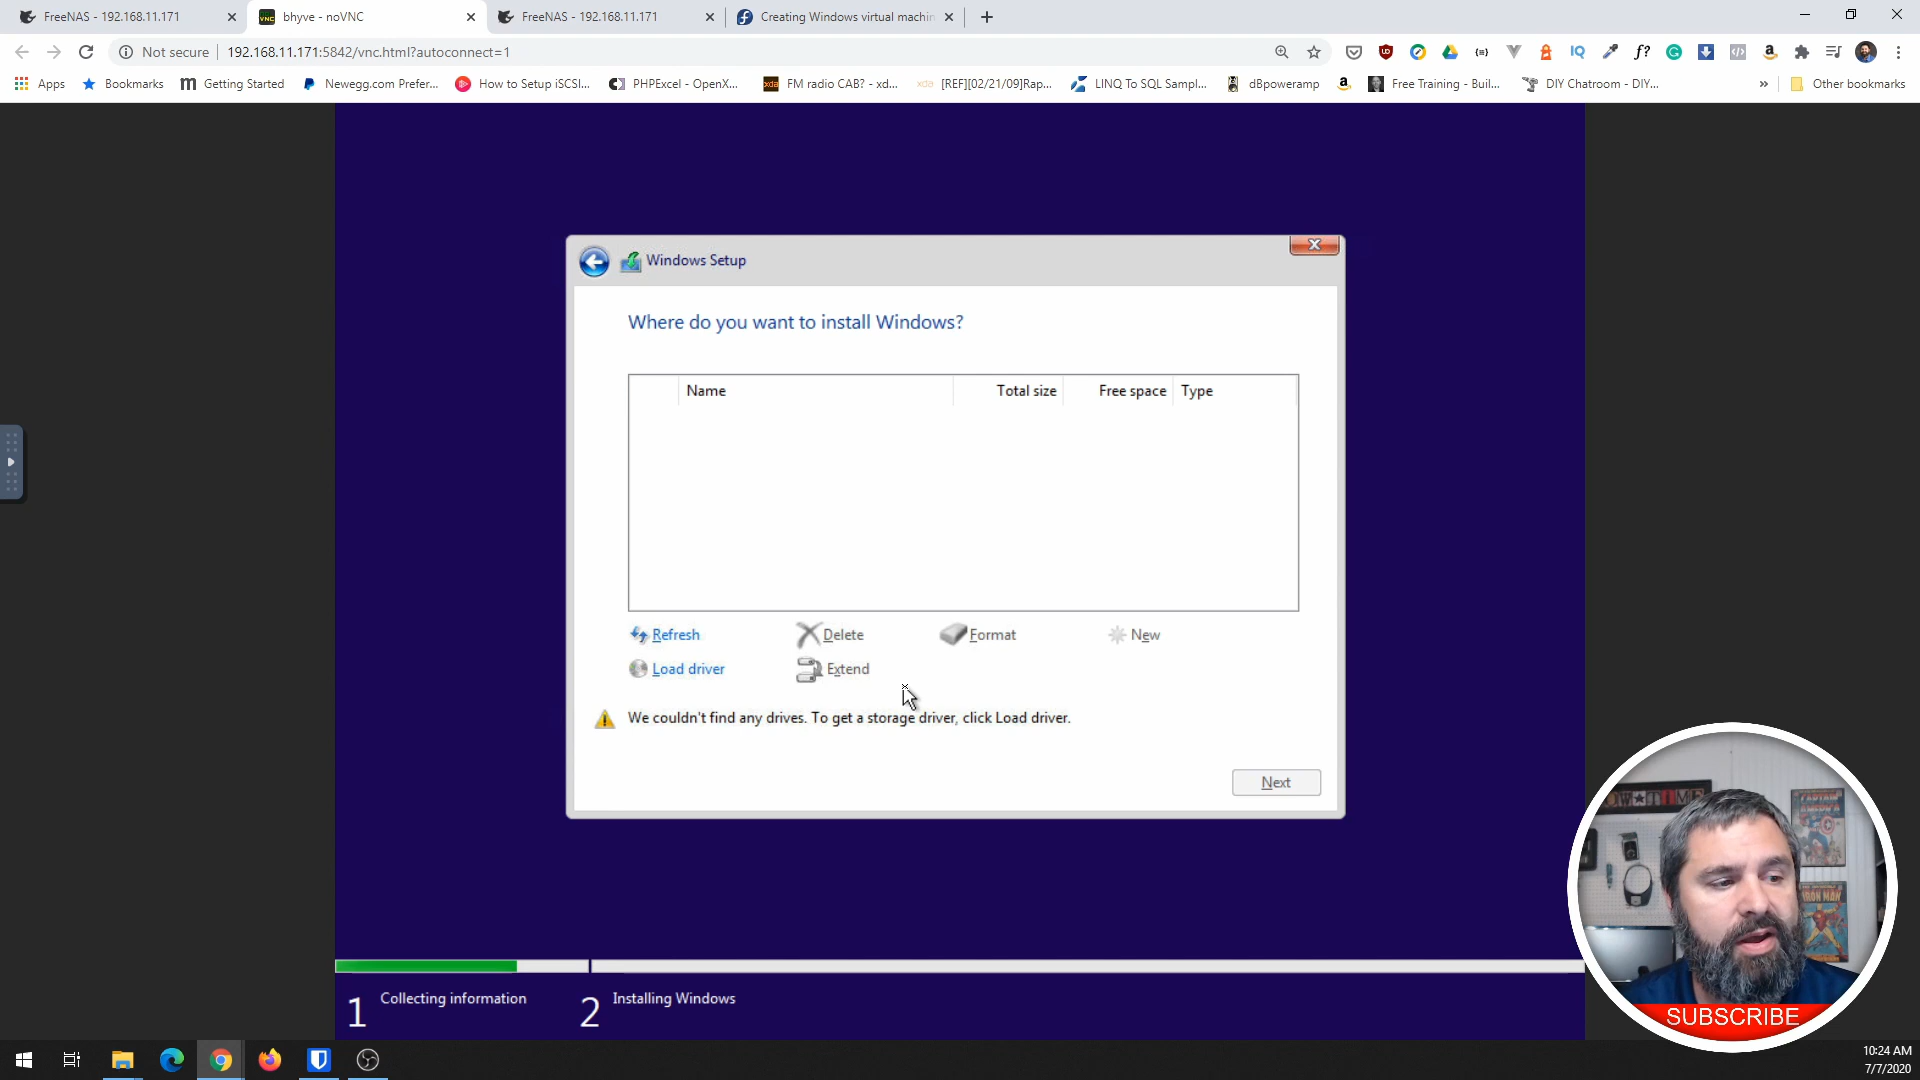 FreeNAS - 192.168.11.171
bhyve - noVNC
FreeNAS - 192.168.11.171
Creating Windows virtual machin
Not secure
192.168.11.171:5842/vnc.html?autoconnect=1
Apps
Bookmarks
Getting Started
Newegg.com Prefer...
How to Setup iSCSI...
PHPExcel - OpenX...
FM radio CAB? - xd...
[REF][02/21/09]Rap...
LINQ To SQL Sampl...
dBpoweramp
Free Training - Buil...
DIY Chatroom - DIY...
»
Other bookmarks
Windows Setup
Where do you want to install Windows?
Name
Total size
Free space
Type
Refresh
Delete
Format
New
Load driver
Extend
We couldn't find any drives. To get a storage driver, click Load driver.
Next
1 Collecting information
2 Installing Windows
CAPTAIN
AMERICA
IRON MAN
SUBSCRIBE
10:24 AM
7/7/2020